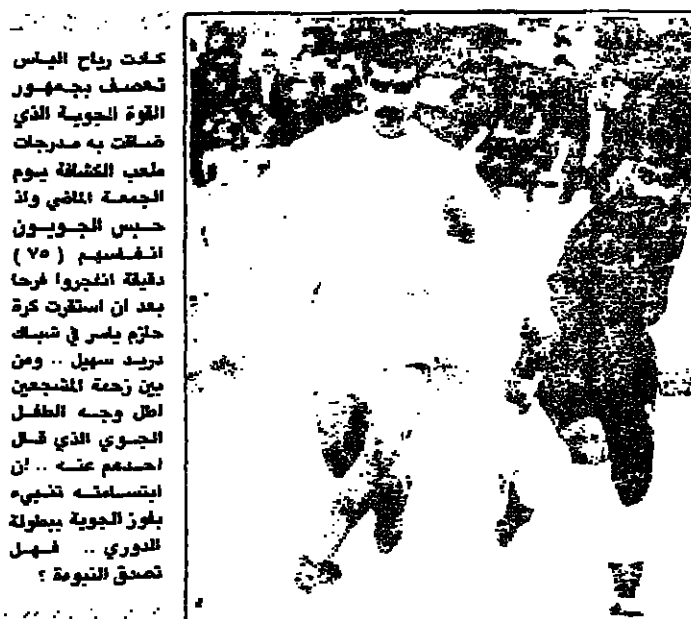 كانت رياح اليأس
تعصف بجمهور
القوة الجوية الذي
ضاقت به مدرجات
ملعب الكشافة يوم
الجمعة الماضي واذ
حبس الجويون
انفاسهم (٧٥)
دقيقة انفجروا فرحا
بعد ان استقرت كرة
حازم ياسر في شباك
دريد سهيل .. ومن
بين زحمة المشجعين
اطل وجه الطفل
الجوي الذي قال
احدهم عنه .. ان
ابتسامته تنبيء
بفوز الجوية ببطولة
الدوري .. فهل
تصدق النبوءة ؟